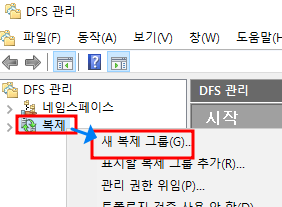 DFS 관리
파일(F) 동작(A) 보기(V) 창(W) 도움말(H)
DFS 관리
네임스페이스
복제
DFS 관리
시작
새 복제 그룹(G)...
표시할 복제 그룹 추가(R)...
관리 권한 위임(P)...